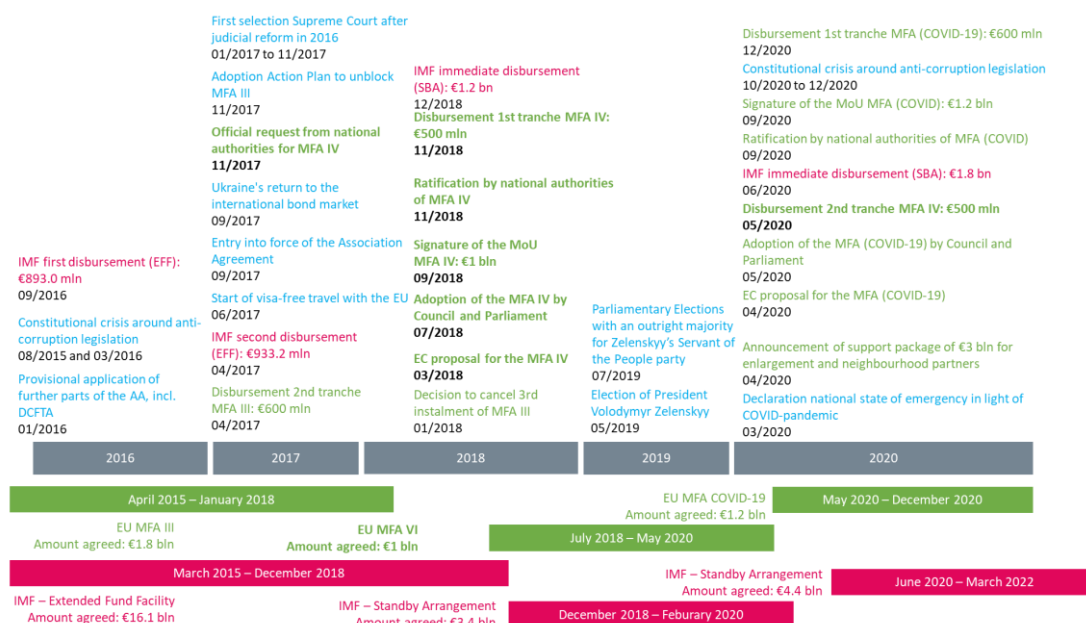 IMF first disbursement (EFF):
€893.0 mln
09/2016
Constitutional crisis around anti-
corruption legislation
08/2015 and 03/2016
Provisional application of
further parts of the AA, incl.
DCFTA
01/2016
First selection Supreme Court after
judicial reform in 2016
01/2017 to 11/2017
Adoption Action Plan to unblock
MFA III
11/2017
Official request from national
authorities for MFA IV
11/2017
Ukraine's return to the
international bond market
09/2017
Entry into force of the Association
Agreement
09/2017
Start of visa-free travel with the EU
06/2017
IMF second disbursement
(EFF): €933.2 mln
04/2017
Disbursement 2nd tranche
MFA III: €600 mln
04/2017
IMF immediate disbursement
(SBA): €1.2 bn
12/2018
Disbursement 1st tranche MFA IV:
€500 mln
11/2018
Ratification by national authorities
of MFA IV
11/2018
Signature of the MoU
MFA IV: €1 bln
09/2018
Adoption of the MFA IV by
Council and Parliament
07/2018
EC proposal for the MFA IV
03/2018
Decision to cancel 3rd
instalment of MFA III
01/2018
Parliamentary Elections
with an outright majority
for Zelenskyy's Servant of
the People party
07/2019
Election of President
Volodymyr Zelenskyy
05/2019
Disbursement 1st tranche MFA (COVID-19): €600 mln
12/2020
Constitutional crisis around anti-corruption legislation
10/2020 to 12/2020
Signature of the MoU MFA (COVID): €1.2 bln
09/2020
Ratification by national authorities of MFA (COVID)
09/2020
IMF immediate disbursement (SBA): €1.8 bn
06/2020
Disbursement 2nd tranche MFA IV: €500 mln
05/2020
Adoption of the MFA (COVID-19) by Council and
Parliament
05/2020
EC proposal for the MFA (COVID-19)
04/2020
Announcement of support package of €3 bln for
enlargement and neighbourhood partners
04/2020
Declaration national state of emergency in light of
COVID-pandemic
03/2020
2016
2017
2018
2019
2020
April 2015 – January 2018
EU MFA III
Amount agreed: €1.8 bln
EU MFA VI
Amount agreed: €1 bln
July 2018 – May 2020
EU MFA COVID-19
Amount agreed: €1.2 bln
May 2020 – December 2020
March 2015 – December 2018
IMF – Extended Fund Facility
Amount agreed: €16.1 bln
IMF – Standby Arrangement
Amount agreed: €3.4 bln
December 2018 – Feburary 2020
IMF – Standby Arrangement
Amount agreed: €4.4 bln
June 2020 – March 2022